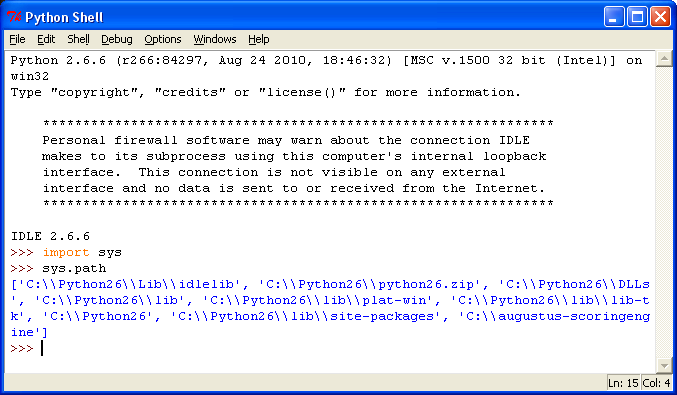 Python Shell
File Edit Shell Debug Options Windows Help
Python 2.6.6 (r266:84297, Aug 24 2010, 18:46:32) [MSC v.1500 32 bit (Intel)] on
win32
Type "copyright", "credits" or "license()" for more information.
****************************************************************
Personal firewall software may warn about the connection IDLE
makes to its subprocess using this computer's internal loopback
interface.  This connection is not visible on any external
interface and no data is sent to or received from the Internet.
****************************************************************
IDLE 2.6.6
>>> import sys
>>> sys.path
['C:\\Python26\\Lib\\idlelib', 'C:\\Python26\\python26.zip', 'C:\\Python26\\DLLs
', 'C:\\Python26\\lib', 'C:\\Python26\\lib\\plat-win', 'C:\\Python26\\lib\\lib-t
k', 'C:\\Python26', 'C:\\Python26\\lib\\site-packages', 'C:\\augustus-scoringeng
ine']
>>>
Ln: 15 Col: 4